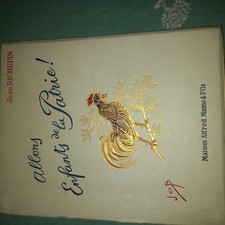 Jean RICHEPIN
Allons
Enfants de la Patrie!
JOB
Maison Alfred Mame & Fils